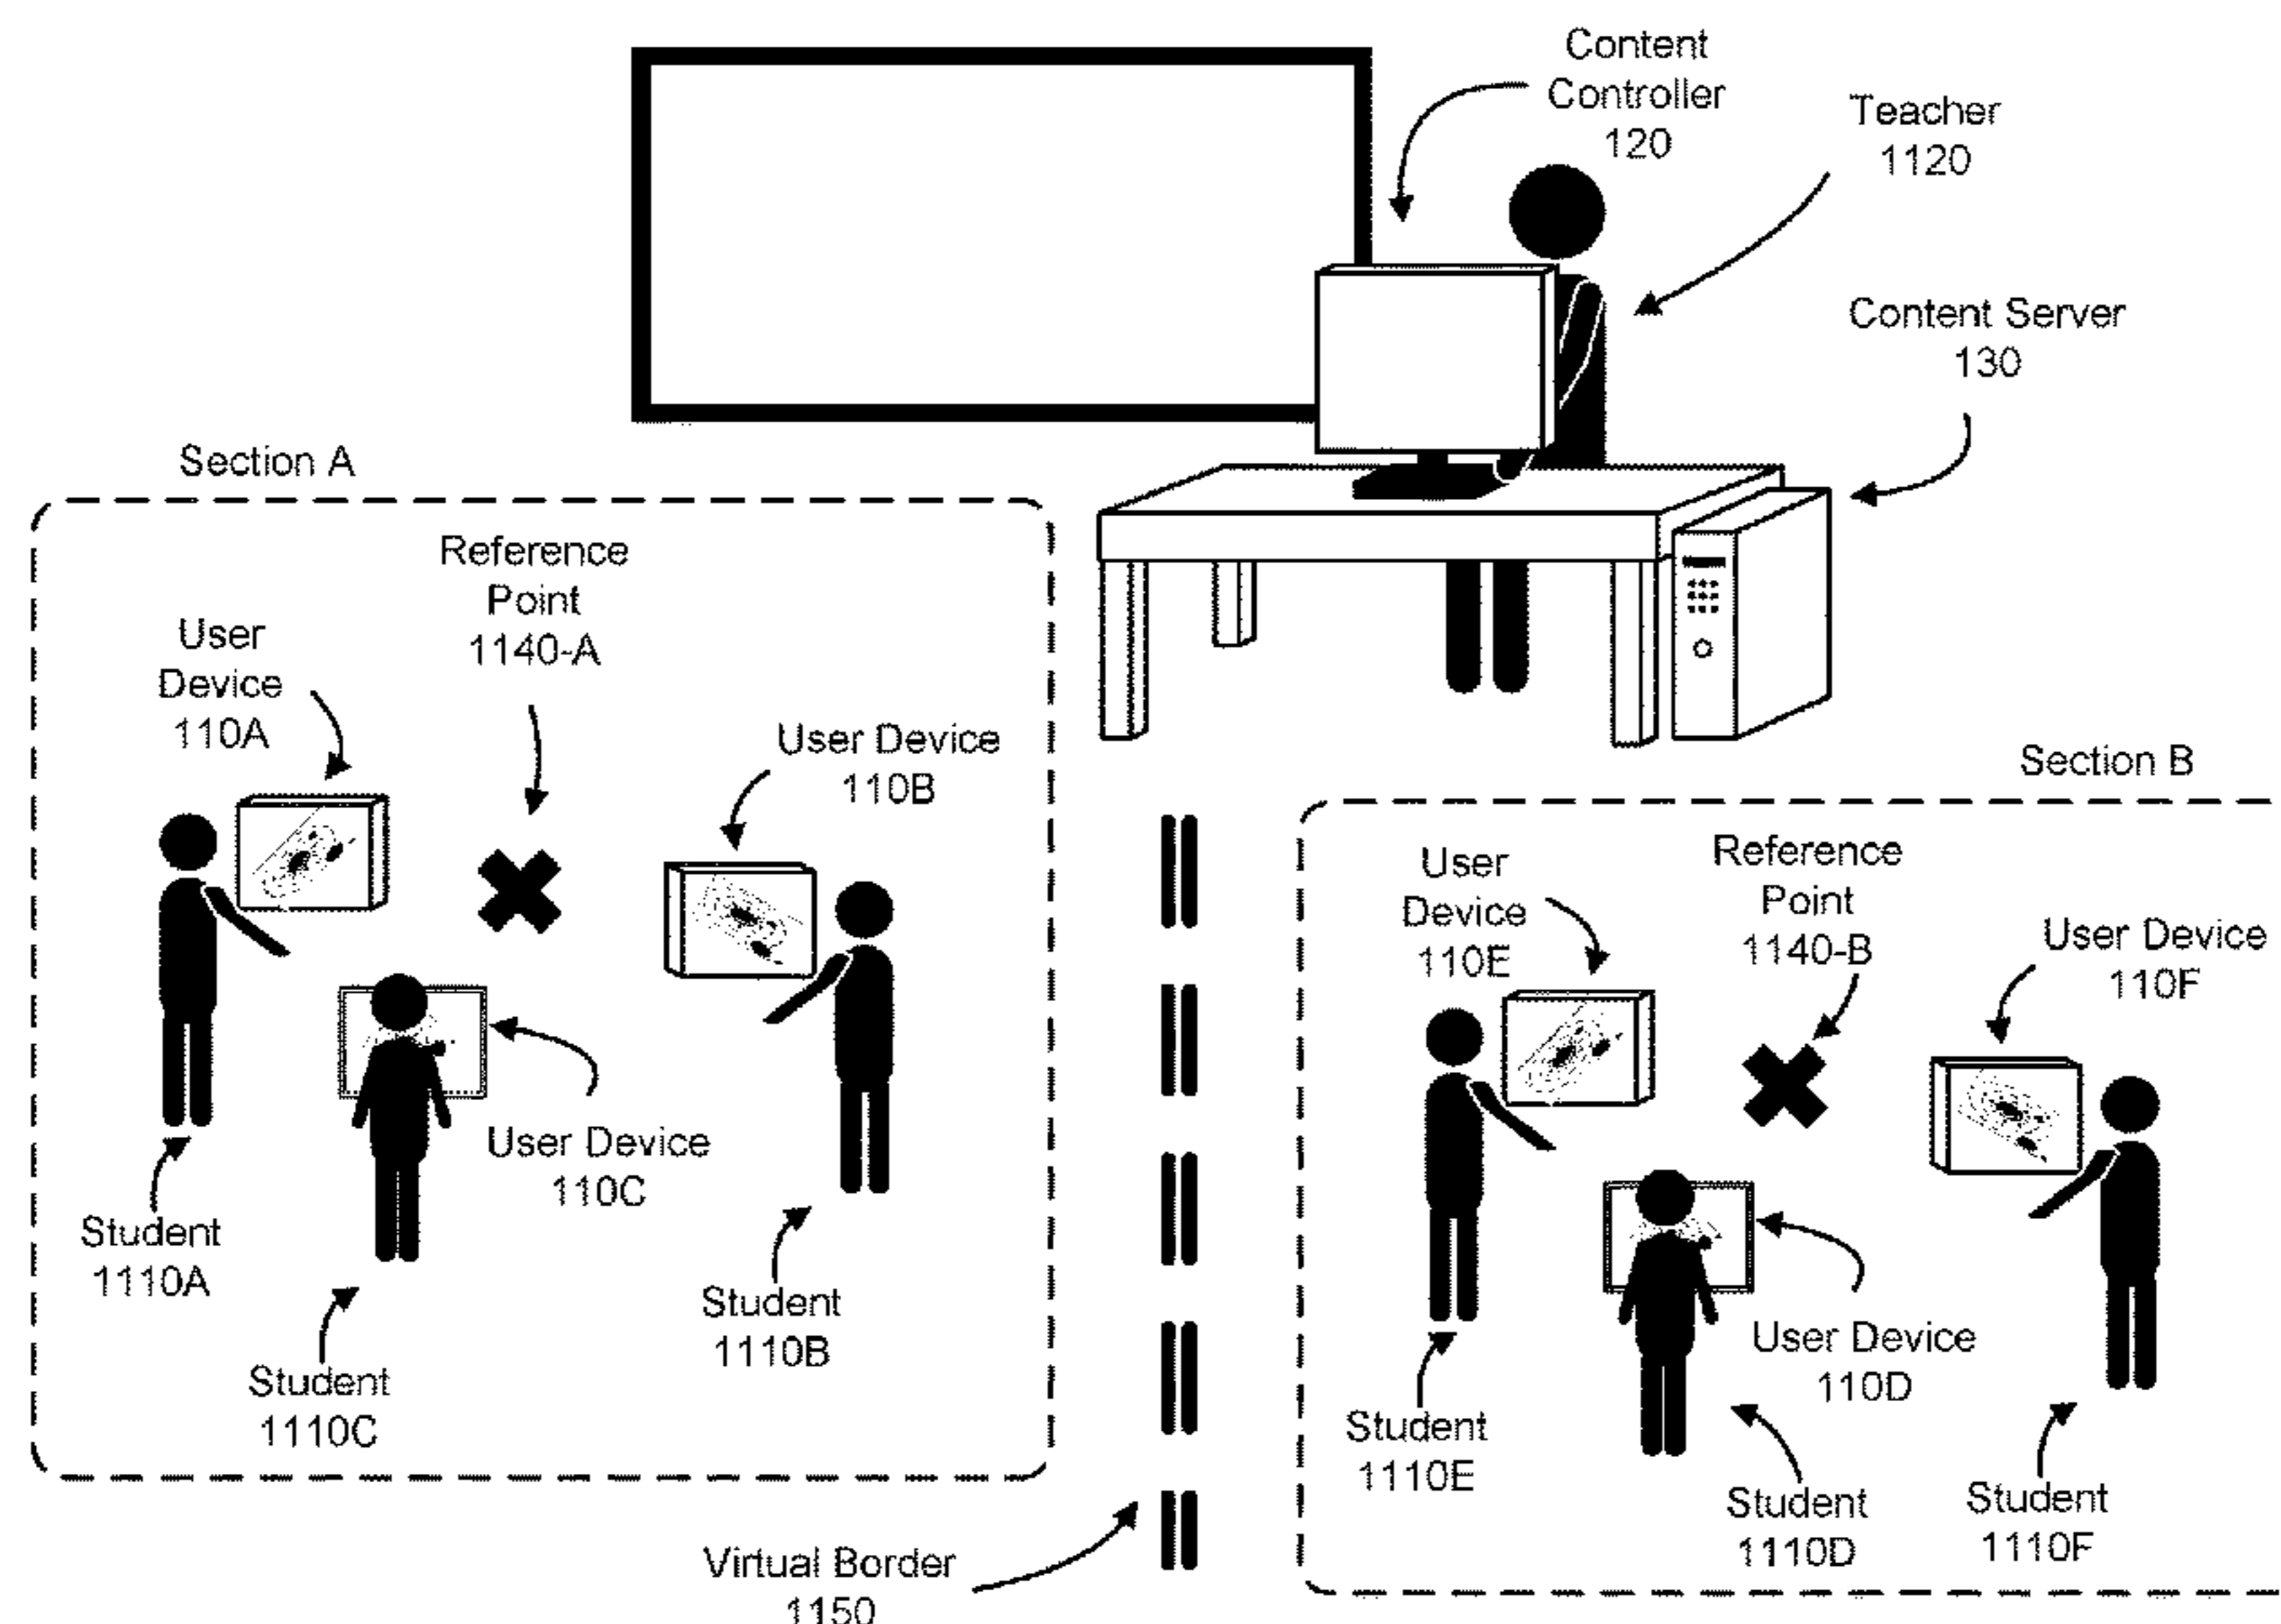 Content
Controller
120
Teacher
1120
Content Server
130
Section A
Reference
Point
1140-A
User
Device
110A
User Device
110B
User Device
110C
Student
1110A
Student
1110B
Student
1110C
Virtual Border
1150
Section B
User
Device
110E
Reference
Point
1140-B
User Device
110F
User Device
110D
Student
1110E
Student
1110D
Student
1110F